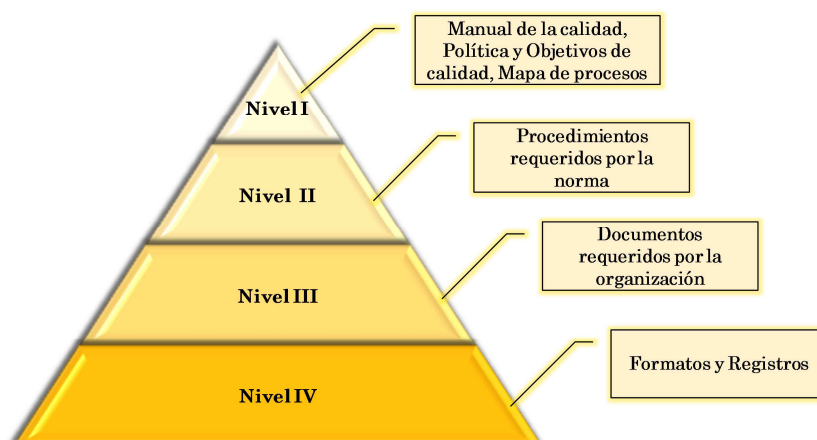 Manual de la calidad,
Política y Objetivos de
calidad, Mapa de procesos
Nivel I
Procedimientos
requeridos por la
norma
Nivel II
Documentos
requeridos por la
organización
Nivel III
Formatos y Registros
Nivel IV